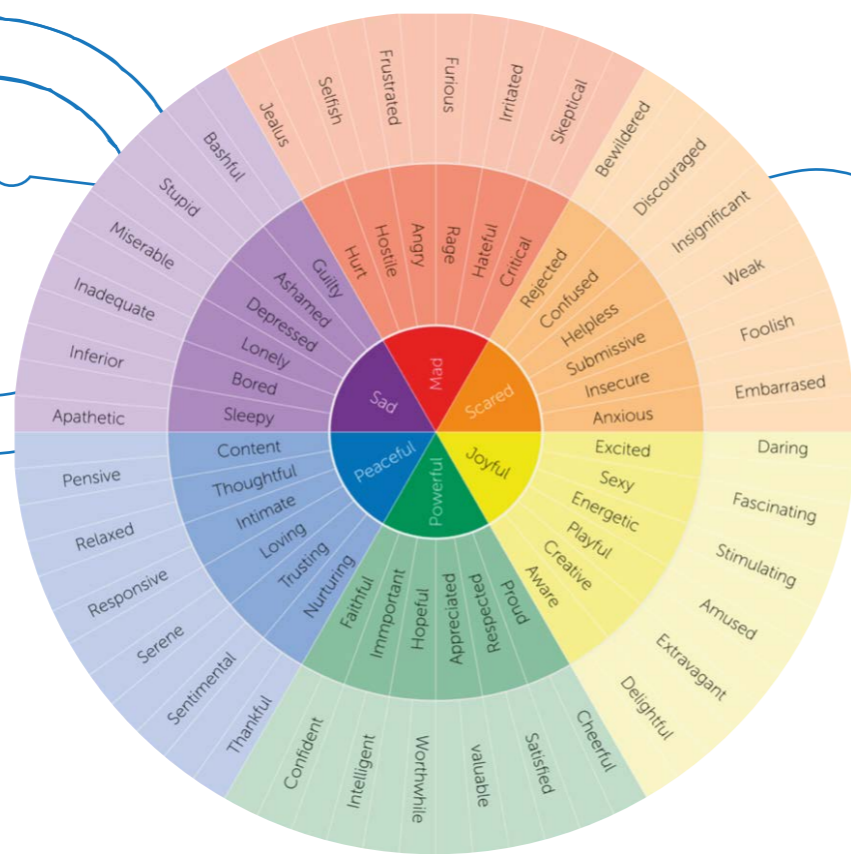 Mad
Scared
Joyful
Powerful
Peaceful
Sad
Hurt
Hostile
Angry
Rage
Hateful
Critical
Rejected
Confused
Helpless
Submissive
Insecure
Anxious
Excited
Sexy
Energetic
Playful
Creative
Aware
Proud
Respected
Appreciated
Hopeful
Immportant
Faithful
Nurturing
Trusting
Loving
Intimate
Thoughtful
Content
Sleepy
Bored
Lonely
Depressed
Ashamed
Guilty
Jealus
Selfish
Frustrated
Furious
Irritated
Skeptical
Bewildered
Discouraged
Insignificant
Weak
Foolish
Embarrased
Daring
Fascinating
Stimulating
Amused
Extravagant
Delightful
Cheerful
Satisfied
valuable
Worthwhile
Intelligent
Confident
Thankful
Sentimental
Serene
Responsive
Relaxed
Pensive
Apathetic
Inferior
Inadequate
Miserable
Stupid
Bashful